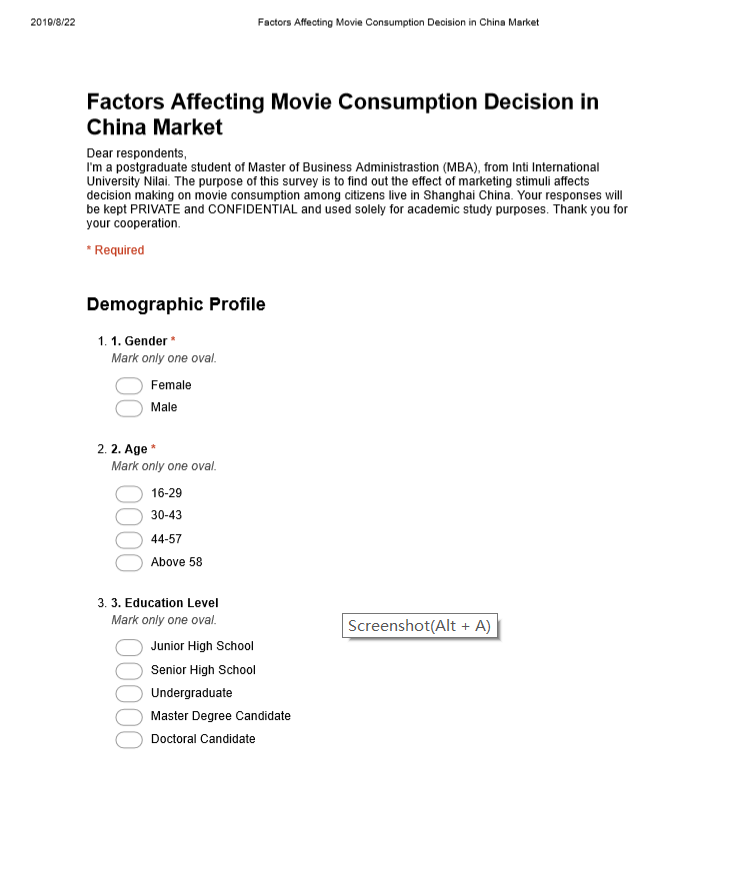 2019/8/22
Factors Affecting Movie Consumption Decision in China Market
Factors Affecting Movie Consumption Decision in
China Market
Dear respondents,
I'm a postgraduate student of Master of Business Administrastion (MBA), from Inti International
University Nilai. The purpose of this survey is to find out the effect of marketing stimuli affects
decision making on movie consumption among citizens live in Shanghai China. Your responses will
be kept PRIVATE and CONFIDENTIAL and used solely for academic study purposes. Thank you for
your cooperation.
* Required
Demographic Profile
1. 1. Gender *
Mark only one oval.
Female
Male
2. 2. Age *
Mark only one oval.
16-29
30-43
44-57
Above 58
3. 3. Education Level
Mark only one oval.
Screenshot(Alt + A)
Junior High School
Senior High School
Undergraduate
Master Degree Candidate
Doctoral Candidate